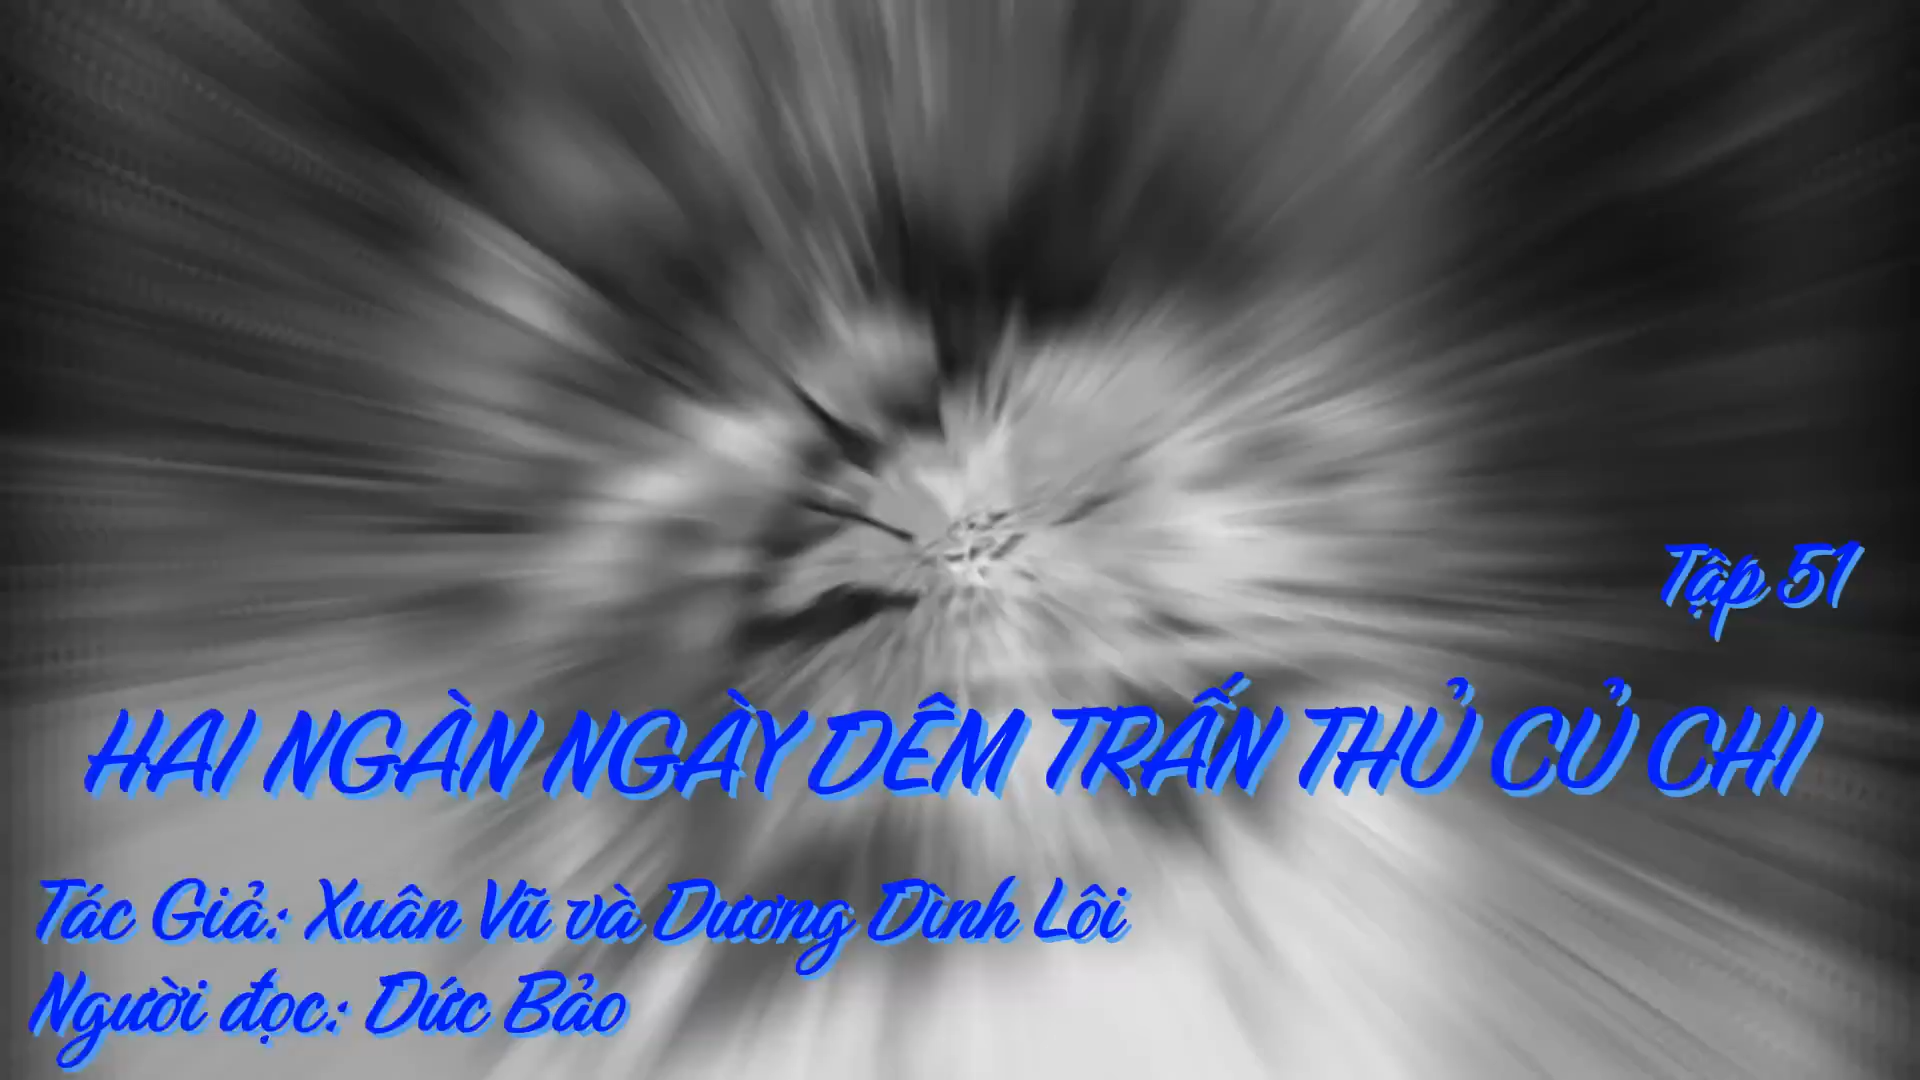 Tập 51
HAI NGÀN NGÀY ĐÊM TRẤN THỦ CỦ CHI
Tác Giả: Xuân Vũ và Dương Đình Lôi
Người đọc: Đức Bảo